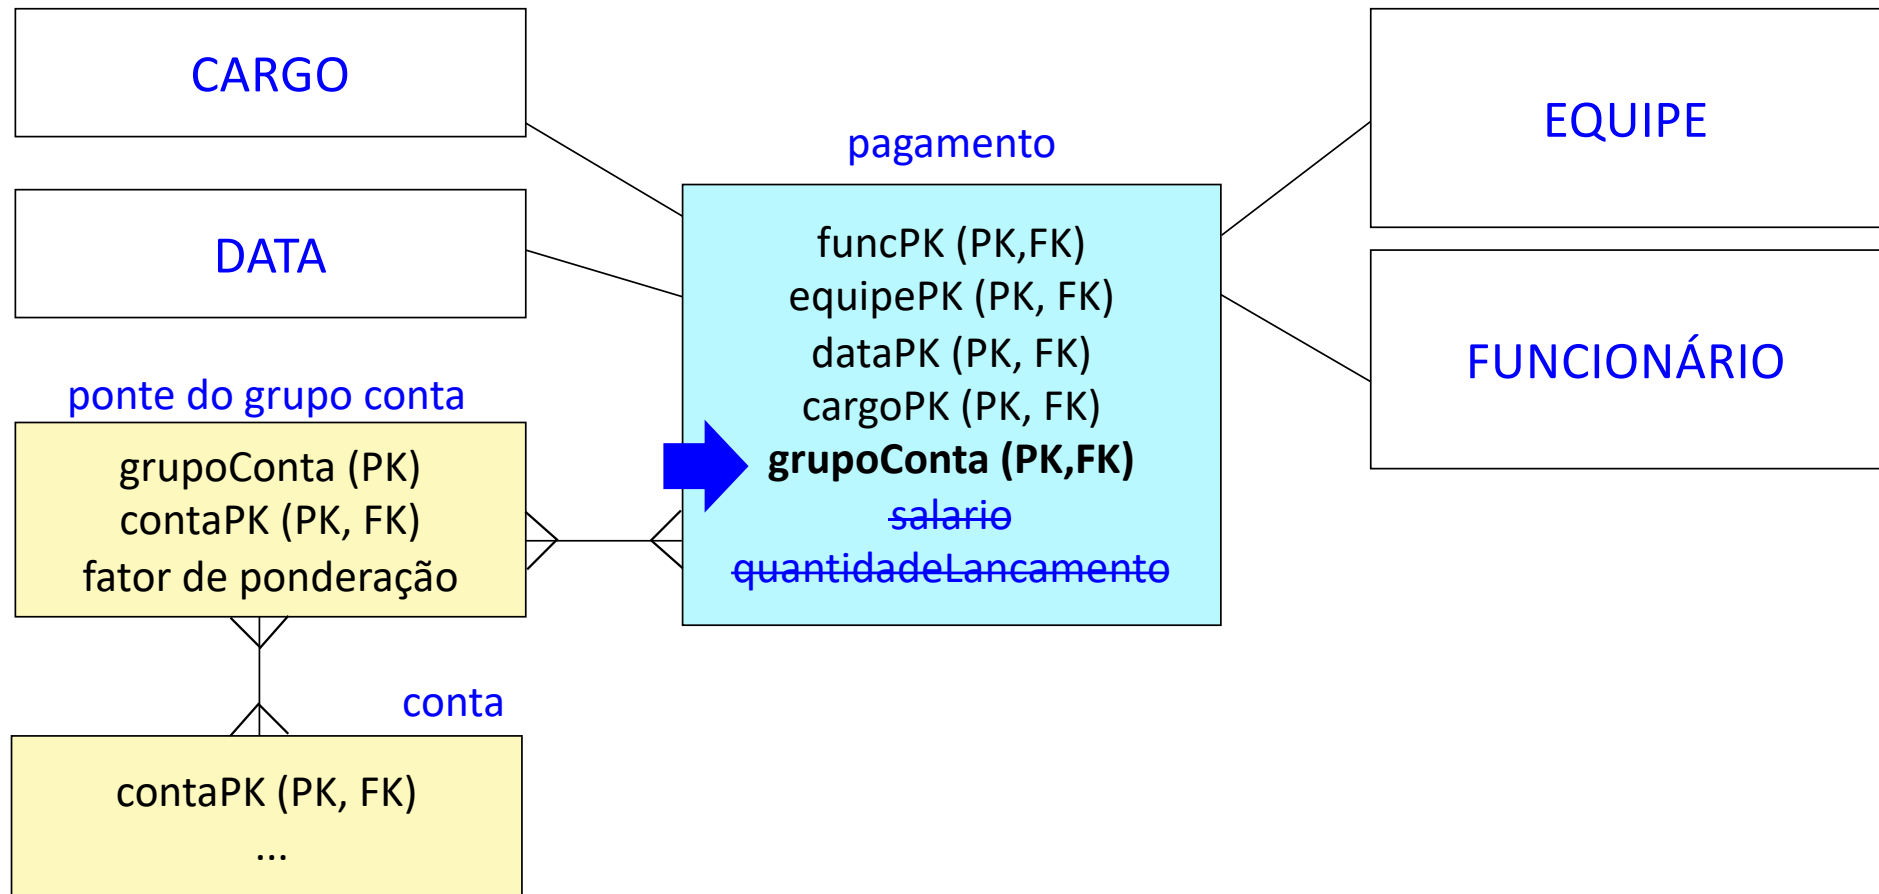 CARGO
DATA
pagamento
funcPK (PK,FK)
equipePK (PK, FK)
dataPK (PK, FK)
cargoPK (PK, FK)
grupoConta (PK,FK)
salario
quantidadeLancamento
EQUIPE
FUNCIONÁRIO
ponte do grupo conta
grupoConta (PK)
contaPK (PK, FK)
fator de ponderação
conta
contaPK (PK, FK)
...